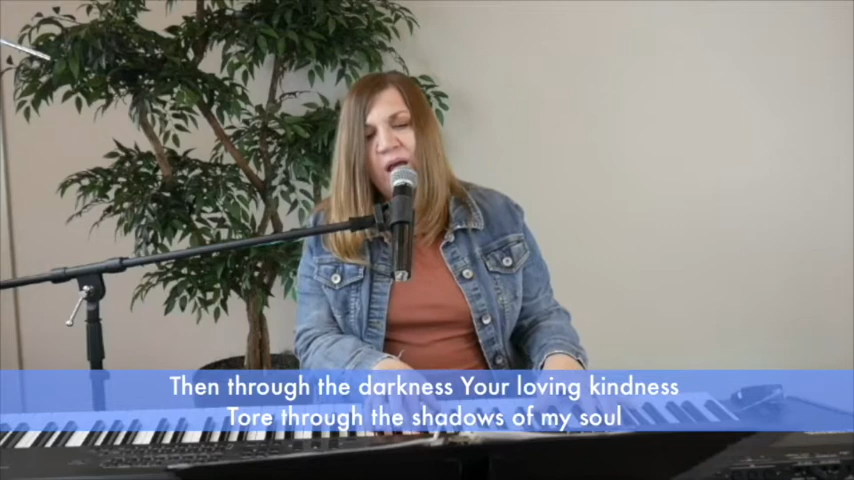 Then through the darkness Your loving kindness
Tore through the shadows of my soul